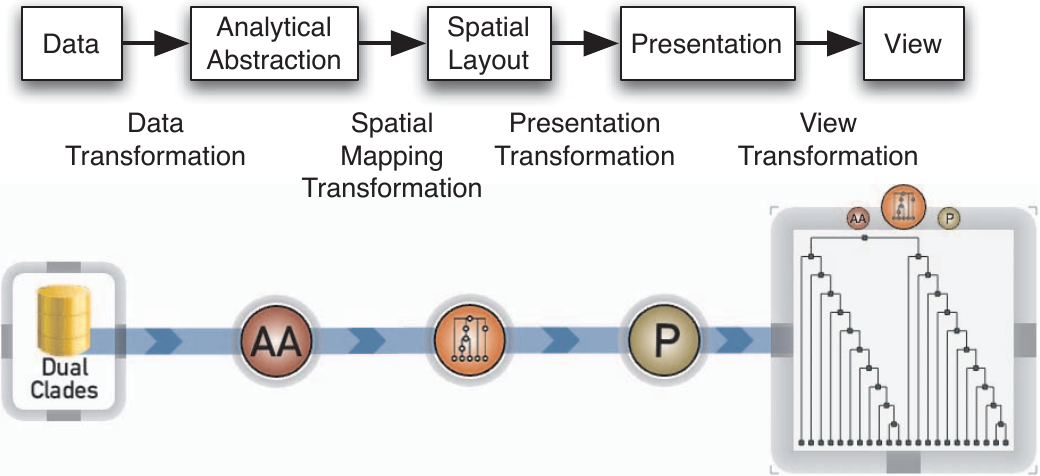 Data
Analytical
Abstraction
Spatial
Layout
Presentation
View
Data
Transformation
Spatial
Mapping
Transformation
Presentation
Transformation
View
Transformation
AA
P
Dual
Clades
AA
P